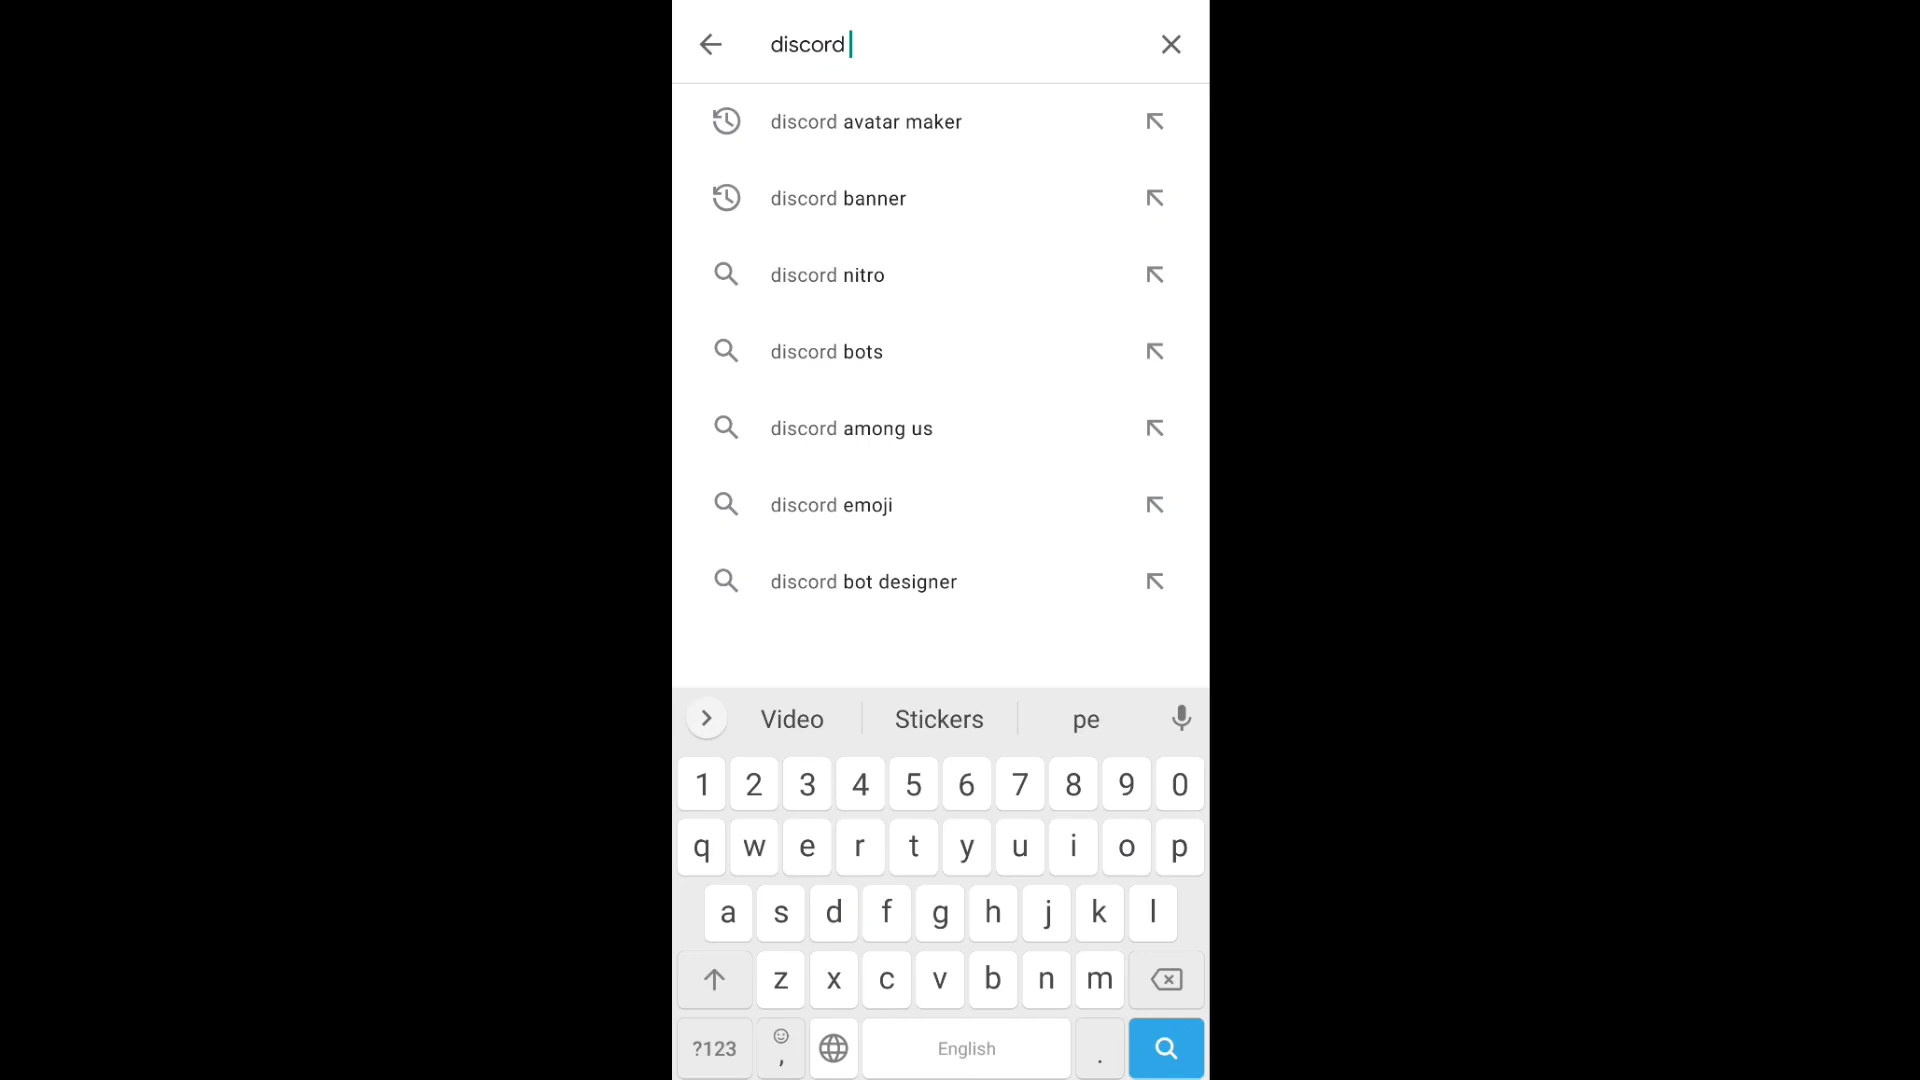 discord
discord avatar maker
discord banner
discord nitro
discord bots
discord among us
discord emoji
discord bot designer
Video Stickers pe
1 2 3 4 5 6 7 8 9 0
q w e r t y u i o p
a s d f g h j k l
z x c v b n m
?123 , English .